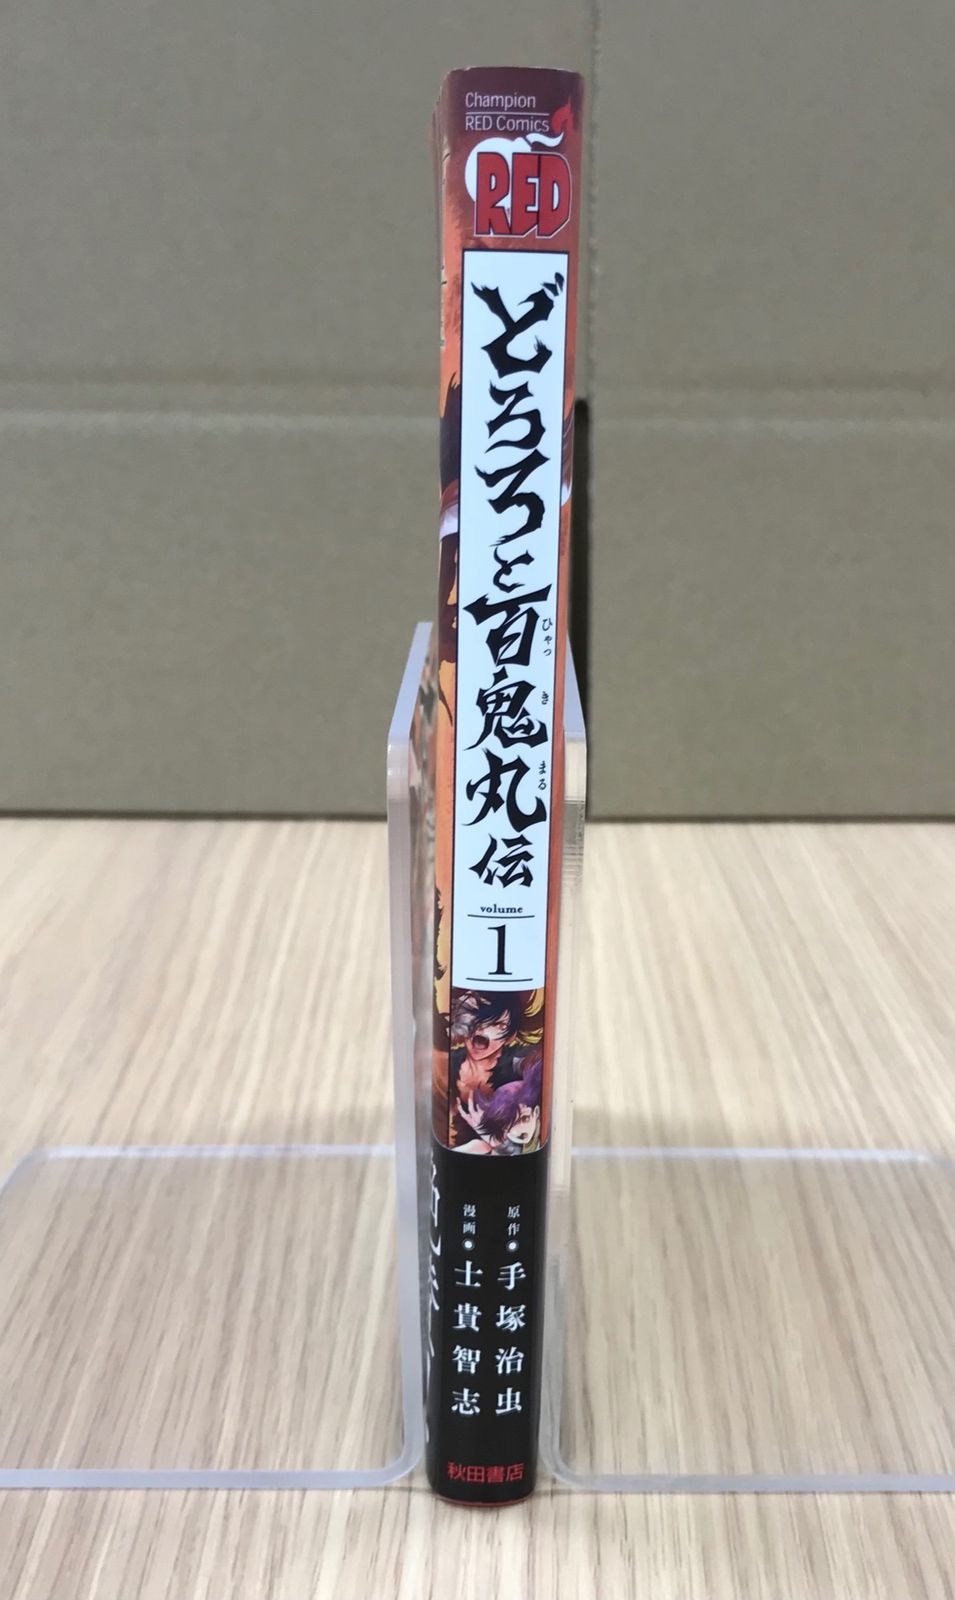 Champion
RED Comics
RED
どろろと百鬼丸伝
ひゃっ き まる
volume
1
原作●手塚治虫
漫画●士貴智志
秋田書店